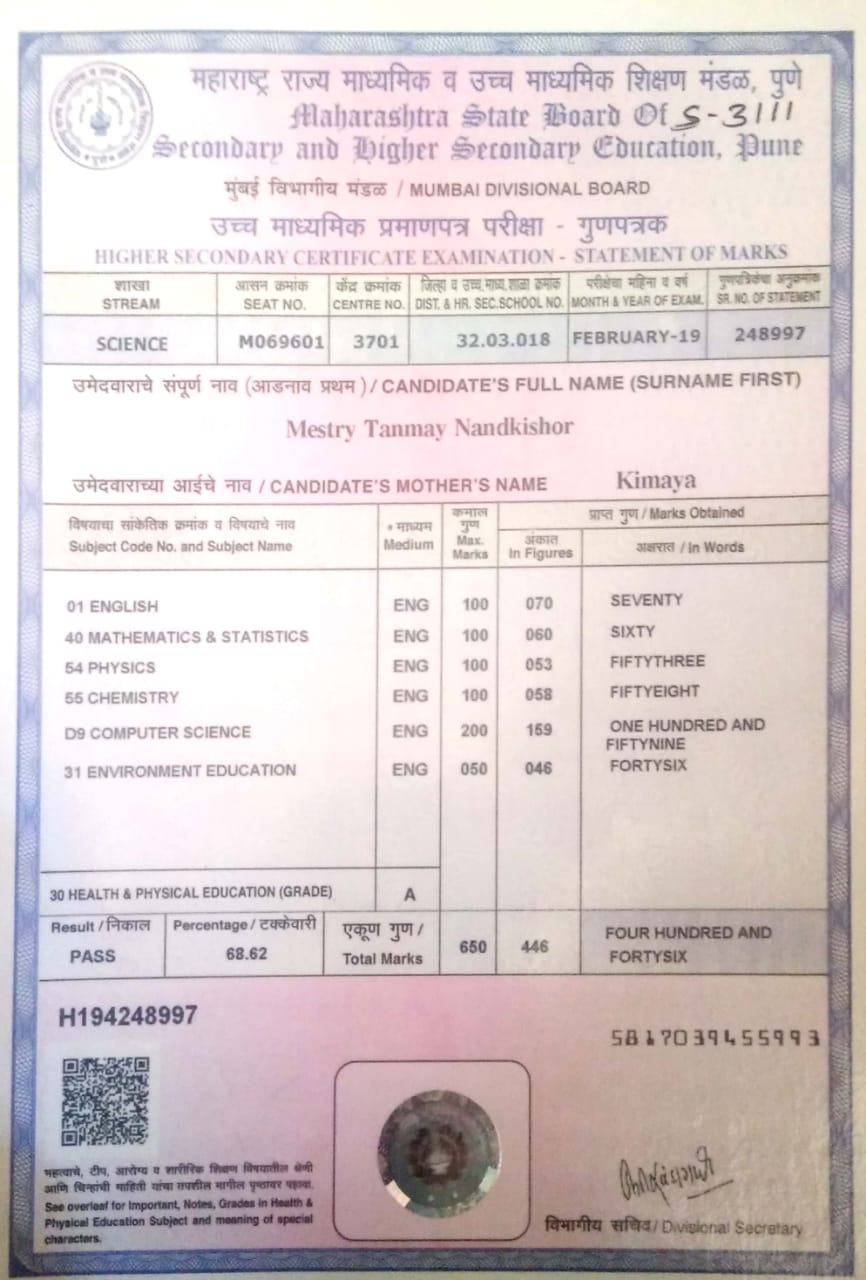 महाराष्ट्र राज्य माध्यमिक व उच्च माध्यमिक शिक्षण मंडळ, पुणे
Maharashtra State Board Of S-3111
Secondary and Higher Secondary Education, Pune
मुंबई विभागीय मंडळ / MUMBAI DIVISIONAL BOARD
उच्च माध्यमिक प्रमाणपत्र परीक्षा - गुणपत्रक
HIGHER SECONDARY CERTIFICATE EXAMINATION - STATEMENT OF MARKS
शाखा आसन क्रमांक केंद्र क्रमांक जिल्हा व उच्च.माध्य.शाळा क्रमांक परीक्षेचा महिना व वर्ष गुणपत्रिकेचा अनुक्रमांक
STREAM SEAT NO. CENTRE NO. DIST. & HR. SEC.SCHOOL NO. MONTH & YEAR OF EXAM. SR. NO. OF STATEMENT
SCIENCE M069601 3701 32.03.018 FEBRUARY-19 248997
उमेदवाराचे संपूर्ण नाव (आडनाव प्रथम) / CANDIDATE'S FULL NAME (SURNAME FIRST)
Mestry Tanmay Nandkishor
उमेदवाराच्या आईचे नाव / CANDIDATE'S MOTHER'S NAME Kimaya
विषयाचा सांकेतिक क्रमांक व विषयाचे नाव
Subject Code No. and Subject Name
* माध्यम
Medium
कमाल
गुण
Max.
Marks
प्राप्त गुण / Marks Obtained
अंकात
In Figures
अक्षरात / In Words
01 ENGLISH ENG 100 070 SEVENTY
40 MATHEMATICS & STATISTICS ENG 100 060 SIXTY
54 PHYSICS ENG 100 053 FIFTYTHREE
55 CHEMISTRY ENG 100 058 FIFTYEIGHT
D9 COMPUTER SCIENCE ENG 200 159 ONE HUNDRED AND
FIFTYNINE
31 ENVIRONMENT EDUCATION ENG 050 046 FORTYSIX
30 HEALTH & PHYSICAL EDUCATION (GRADE) A
Result / निकाल
PASS
Percentage / टक्केवारी
68.62
एकूण गुण /
Total Marks
650 446
FOUR HUNDRED AND
FORTYSIX
H194248997
5817039455993
महत्वाचे, टीप, आरोग्य व शारीरिक शिक्षण विषयातील श्रेणी
आणि चिन्हांची माहिती यांचा तपशील मागील पृष्ठावर पहावा.
See overleaf for Important, Notes, Grades in Health &
Physical Education Subject and meaning of special
characters.
विभागीय सचिव / Divisional Secretary